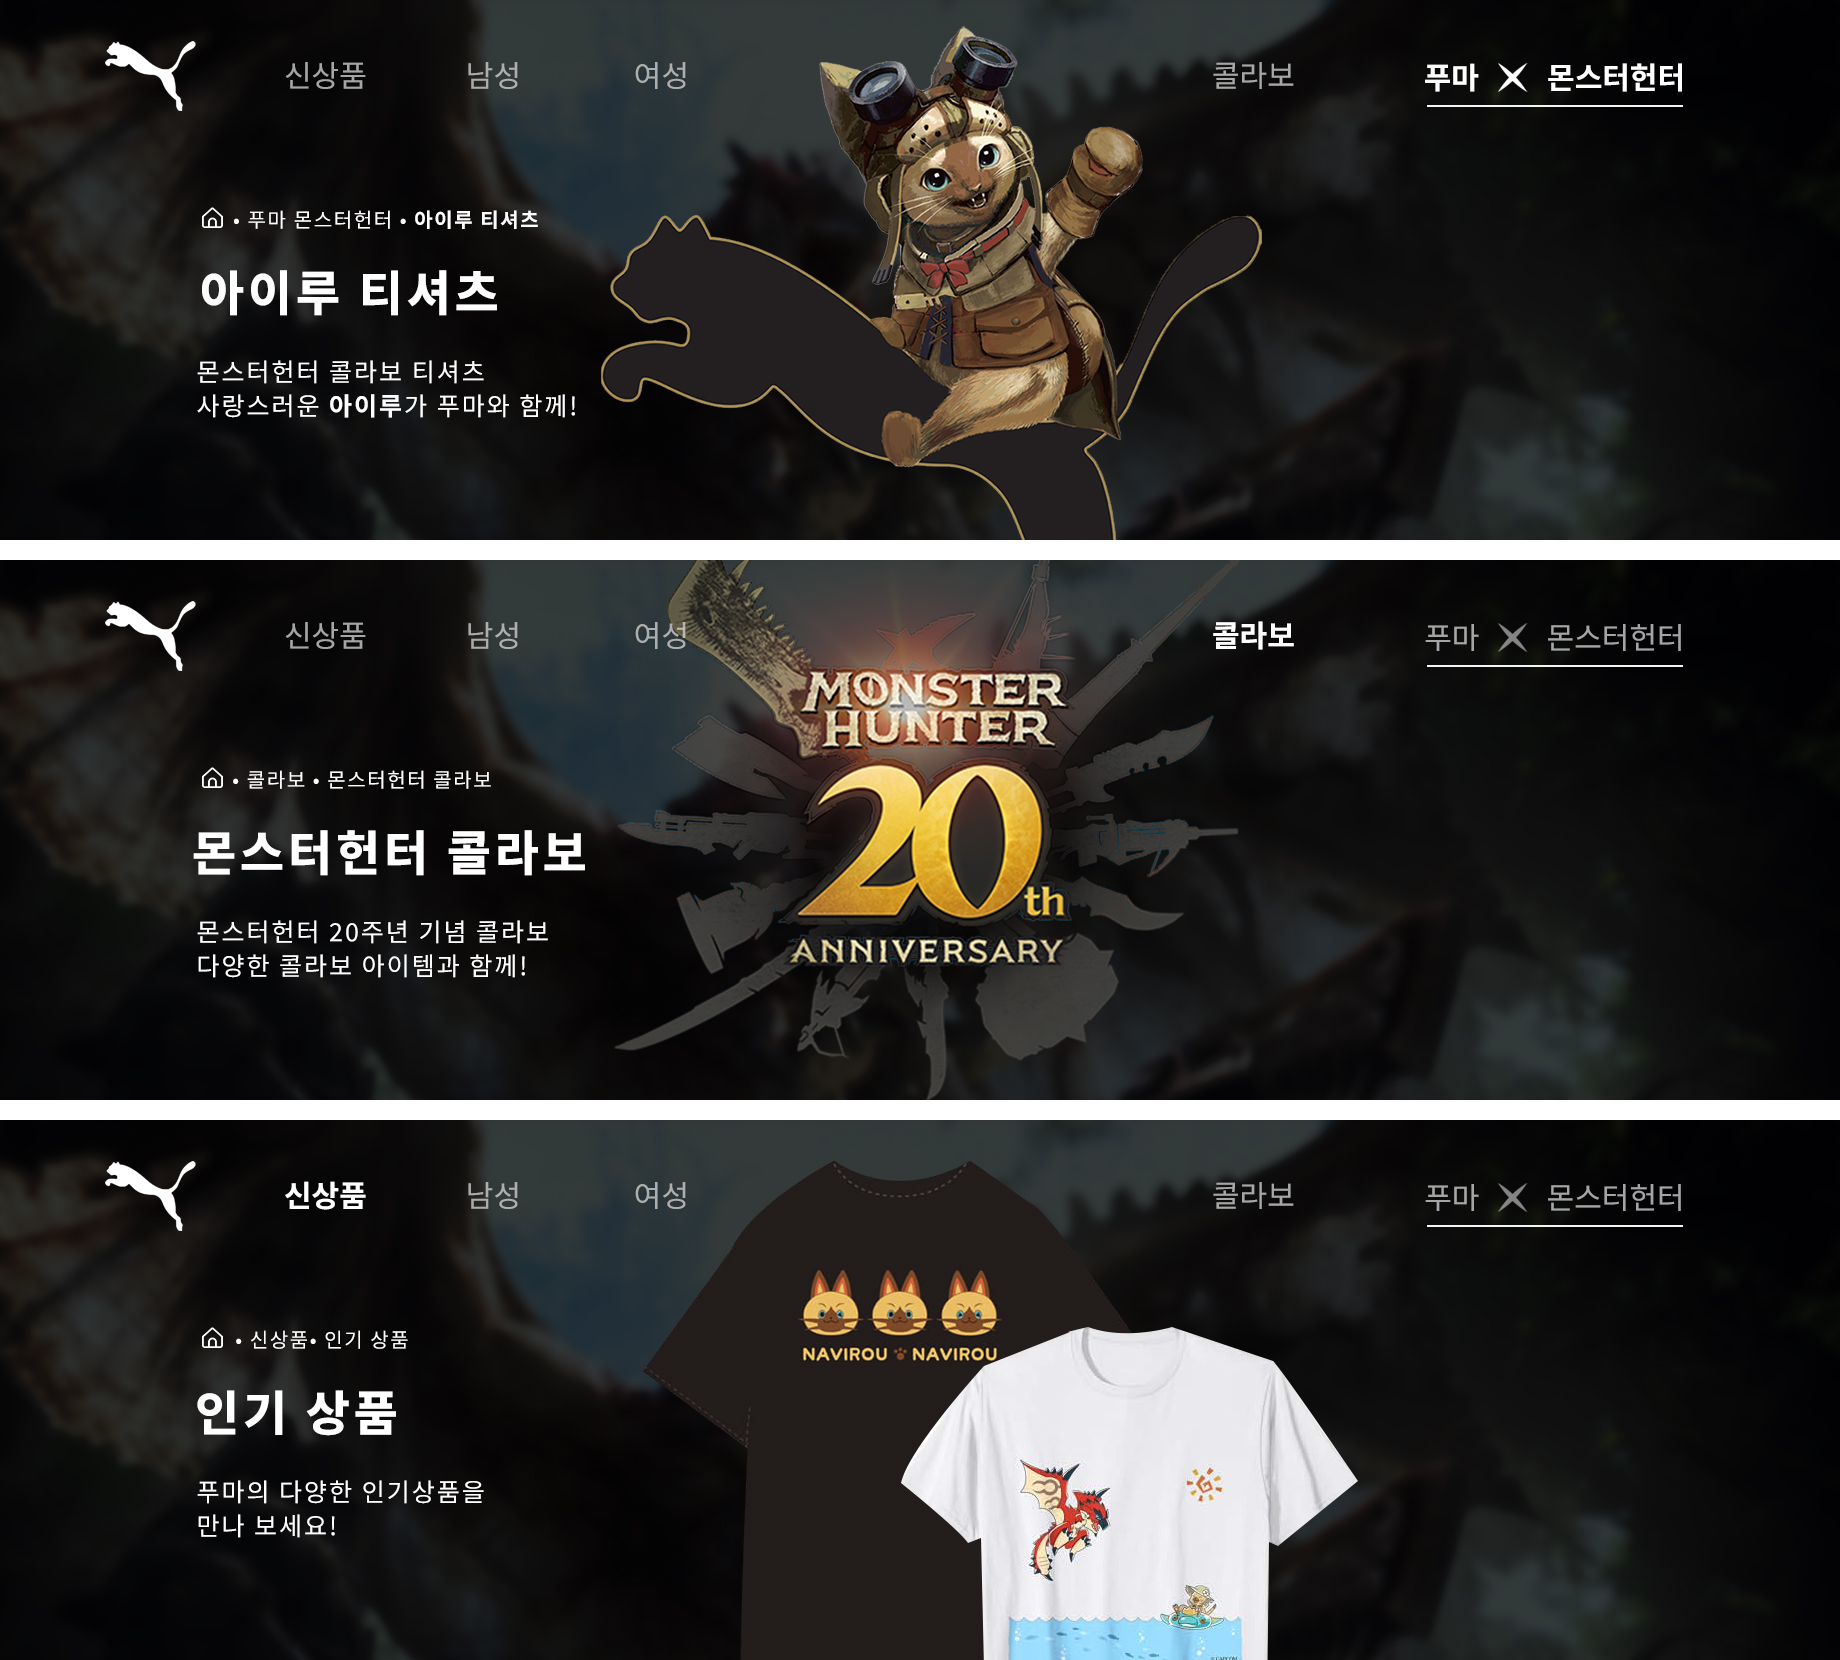 신상품 남성 여성 콜라보 푸마 X 몬스터헌터
• 푸마 몬스터헌터 • 아이루 티셔츠
아이루 티셔츠
몬스터헌터 콜라보 티셔츠
사랑스러운 아이루가 푸마와 함께!
신상품 남성 여성 콜라보 푸마 X 몬스터헌터
MONSTER
HUNTER
20th
ANNIVERSARY
• 콜라보 • 몬스터헌터 콜라보
몬스터헌터 콜라보
몬스터헌터 20주년 기념 콜라보
다양한 콜라보 아이템과 함께!
신상품 남성 여성 콜라보 푸마 X 몬스터헌터
NAVIROU NAVIROU
• 신상품• 인기 상품
인기 상품
푸마의 다양한 인기상품을
만나 보세요!
© CAPCOM